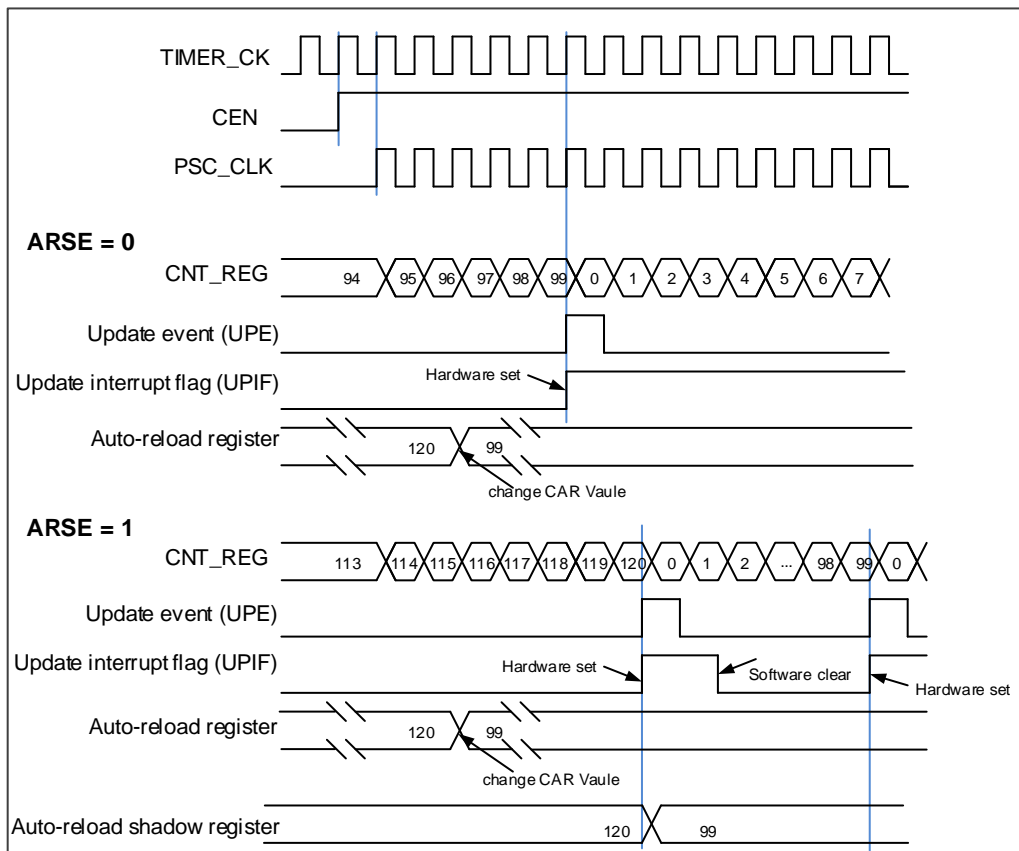 TIMER_CK
CEN
PSC_CLK
ARSE = 0
CNT_REG 94 95 96 97 98 99 0 1 2 3 4 5 6 7
Update event (UPE)
Update interrupt flag (UPIF) Hardware set
Auto-reload register 120 99
change CAR Vaule
ARSE = 1
CNT_REG 113 114 115 116 117 118 119 120 0 1 2 ... 98 99 0
Update event (UPE)
Update interrupt flag (UPIF) Hardware set Software clear Hardware set
Auto-reload register 120 99
change CAR Vaule
Auto-reload shadow register 120 99